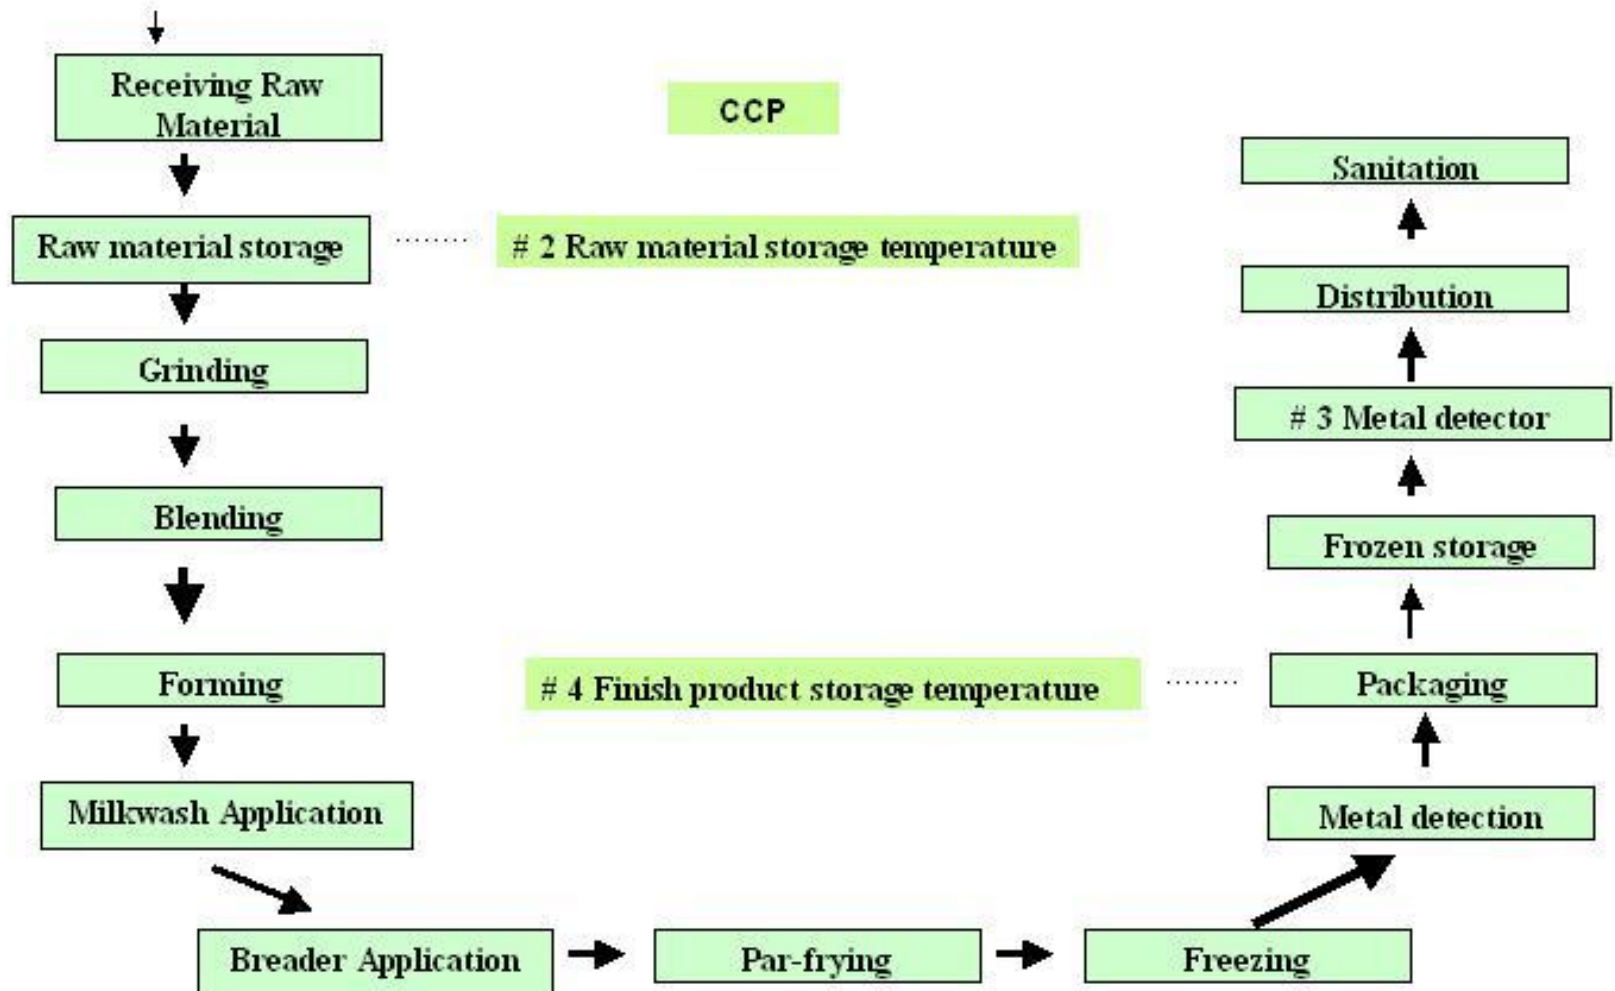 Receiving Raw
Material
CCP
Raw material storage
# 2 Raw material storage temperature
Grinding
Blending
Forming
Milkwash Application
Breader Application
Par-frying
Freezing
Metal detection
Packaging
# 4 Finish product storage temperature
Frozen storage
# 3 Metal detector
Distribution
Sanitation